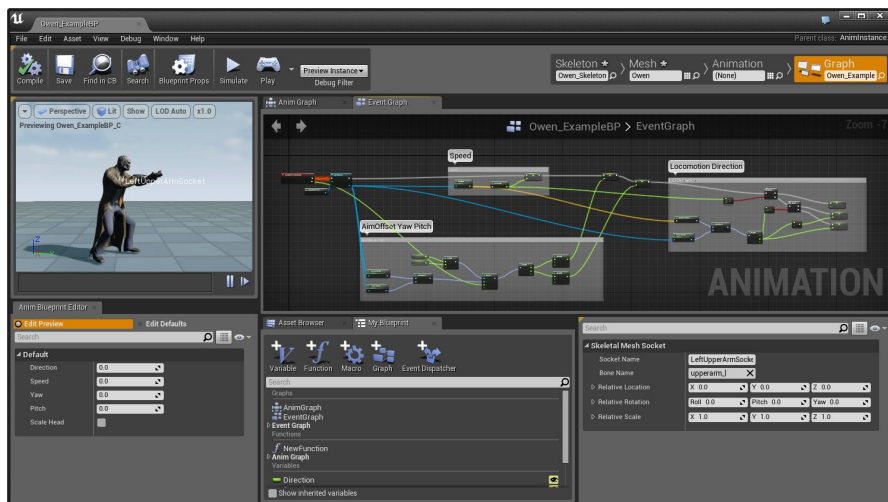 Owen_ExampleBP
File Edit Asset View Debug Window Help
Parent class: AnimInstance
Compile Save Find in CB Search Blueprint Props Simulate Play
Preview Instance
Debug Filter
Skeleton
Owen_Skeleton
Mesh
Owen
Animation
(None)
Graph
Owen_Example
Perspective Lit Show LOD Auto x1.0
Previewing Owen_ExampleBP_C
LeftUpperArmSocket
Z
Anim Graph Event Graph
Owen_ExampleBP > EventGraph
Zoom -7
Speed
Locomotion Direction
AimOffset Yaw Pitch
ANIMATION
Anim Blueprint Editor
Edit Preview Edit Defaults
Search
Default
Direction 0.0
Speed 0.0
Yaw 0.0
Pitch 0.0
Scale Head
Asset Browser My Blueprint
Variable Function Macro Graph Event Dispatcher
Search
Graphs
AnimGraph
EventGraph
Event Graph
Functions
NewFunction
Anim Graph
Variables
Direction
Show inherited variables
Search
Skeletal Mesh Socket
Socket Name LeftUpperArmSocke
Bone Name upperarm_l
Relative Location X 0.0 Y 0.0 Z 0.0
Relative Rotation Roll 0.0 Pitch 0.0 Yaw 0.0
Relative Scale X 1.0 Y 1.0 Z 1.0